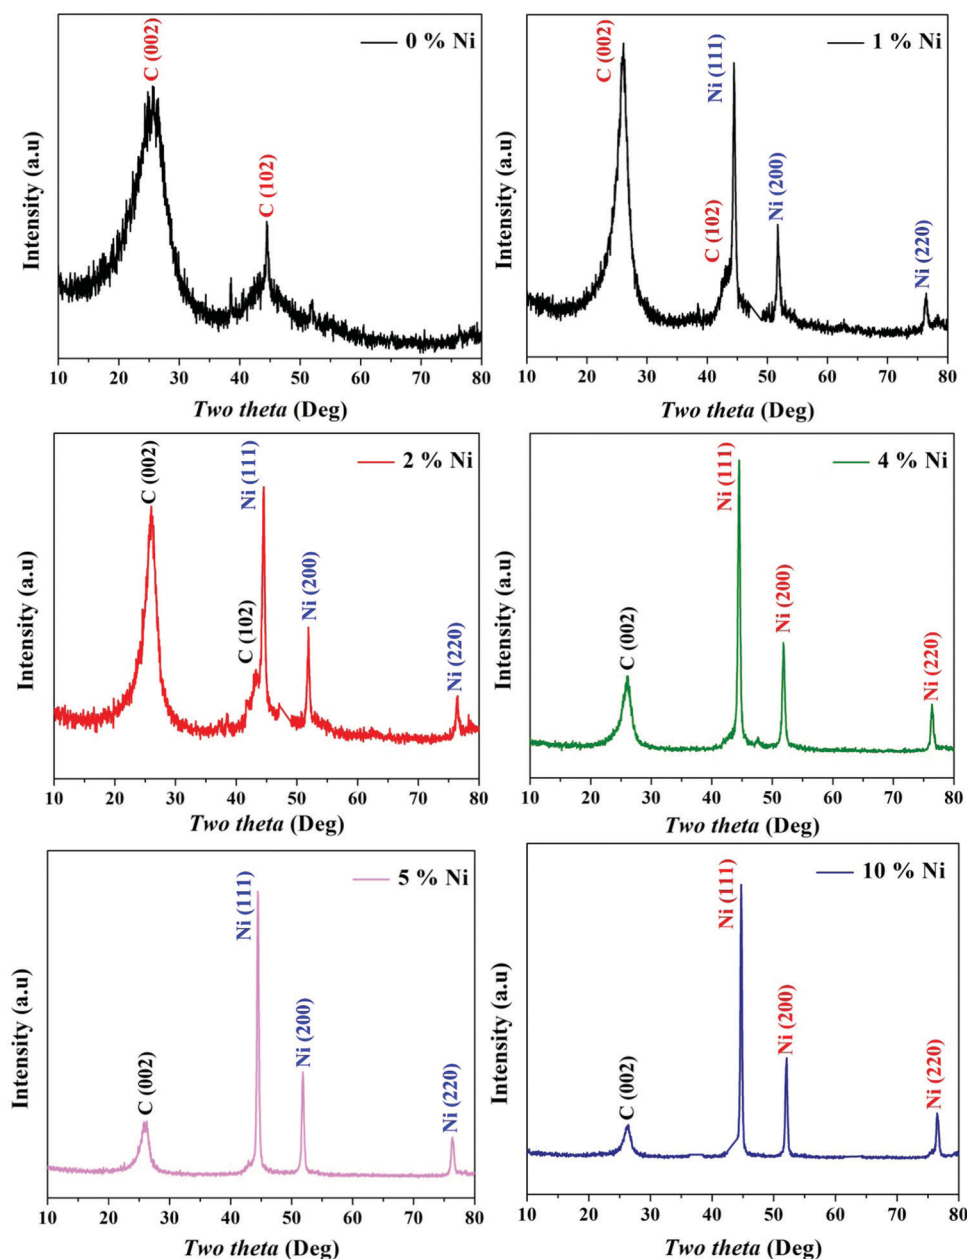 0 % Ni
C (002)
C (102)
Intensity (a.u)
10 20 30 40 50 60 70 80
Two theta (Deg)
1 % Ni
C (002)
Ni (111)
C (102)
Ni (200)
Ni (220)
Intensity (a.u)
10 20 30 40 50 60 70 80
Two theta (Deg)
2 % Ni
C (002)
Ni (111)
C (102)
Ni (200)
Ni (220)
Intensity (a.u)
10 20 30 40 50 60 70 80
Two theta (Deg)
4 % Ni
C (002)
Ni (111)
Ni (200)
Ni (220)
Intensity (a.u)
10 20 30 40 50 60 70 80
Two theta (Deg)
5 % Ni
C (002)
Ni (111)
Ni (200)
Ni (220)
Intensity (a.u)
10 20 30 40 50 60 70 80
Two theta (Deg)
10 % Ni
C (002)
Ni (111)
Ni (200)
Ni (220)
Intensity (a.u)
10 20 30 40 50 60 70 80
Two theta (Deg)